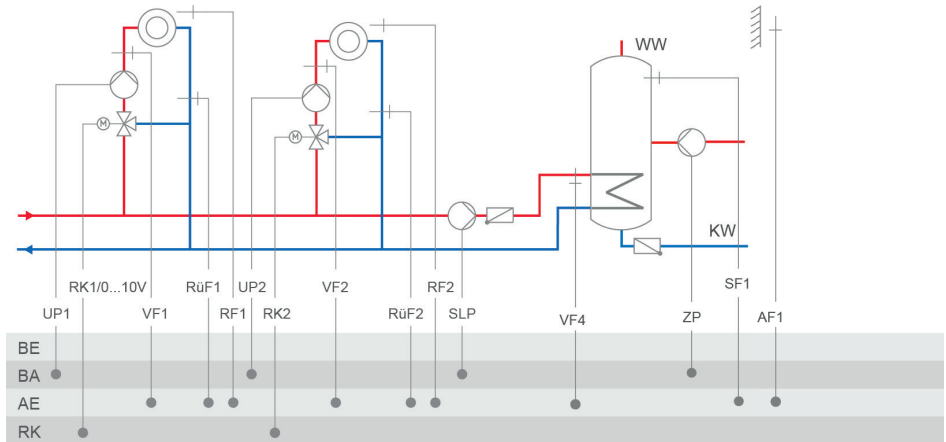 WW
M
M
KW
RK1/0...10V RüF1 UP2 VF2 RF2 SF1
UP1 VF1 RF1 RK2 RüF2 SLP VF4 ZP AF1
BE
BA
AE
RK